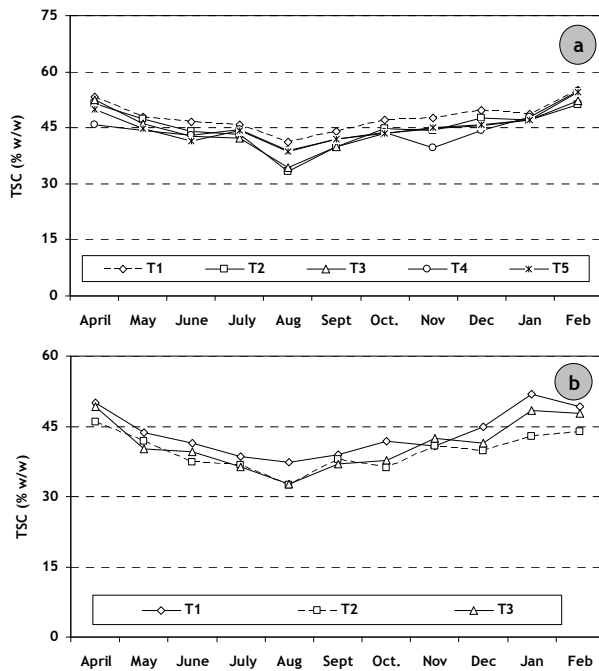 75
60
45
30
15
0
TSC (% w/w)
a
T1 T2 T3 T4 T5
April May June July Aug Sept Oct. Nov Dec Jan Feb
60
45
30
15
0
TSC (% w/w)
b
T1 T2 T3
April May June July Aug Sept Oct. Nov Dec Jan Feb